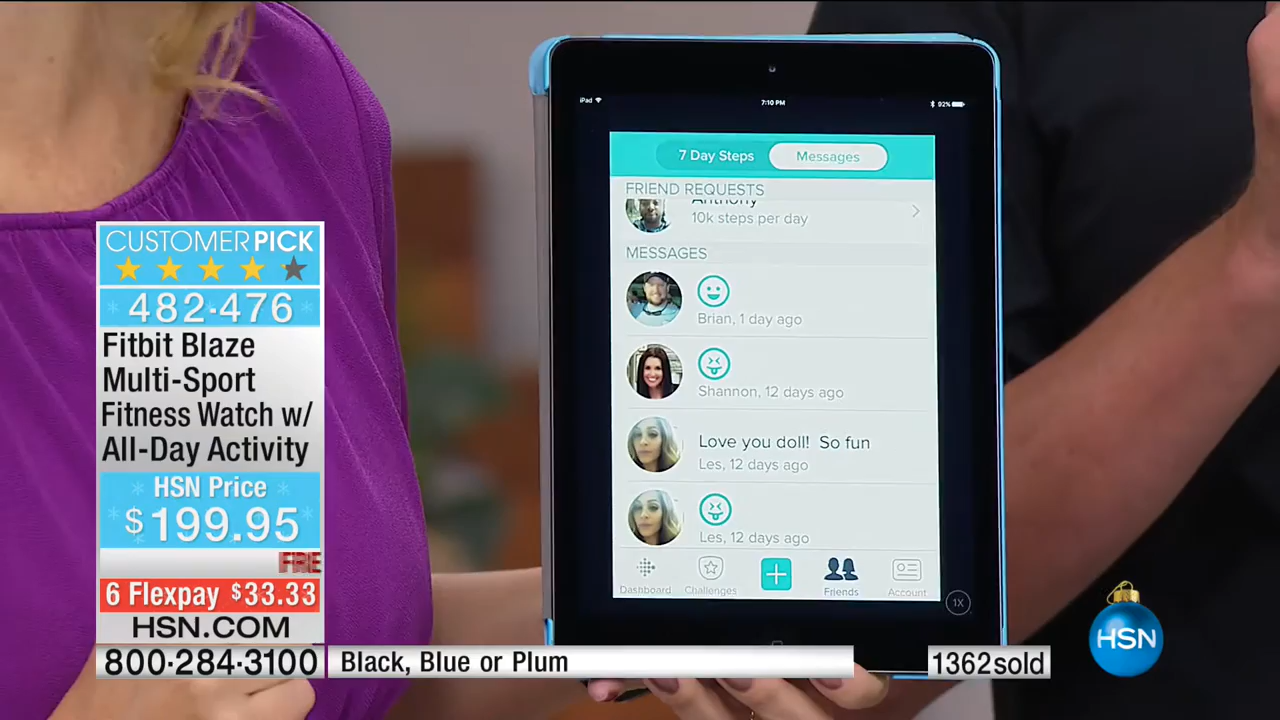 CUSTOMER PICK
482-476
Fitbit Blaze
Multi-Sport
Fitness Watch w/
All-Day Activity
HSN Price
$199.95
FRE
6 Flexpay $33.33
HSN.COM
800-284-3100
Black, Blue or Plum
1362sold
HSN
iPad
7:10 PM
92%
7 Day Steps
Messages
FRIEND REQUESTS
Anthony
10k steps per day
MESSAGES
Brian, 1 day ago
Shannon, 12 days ago
Love you doll! So fun
Les, 12 days ago
Les, 12 days ago
Dashboard
Challenges
Friends
Account
1X